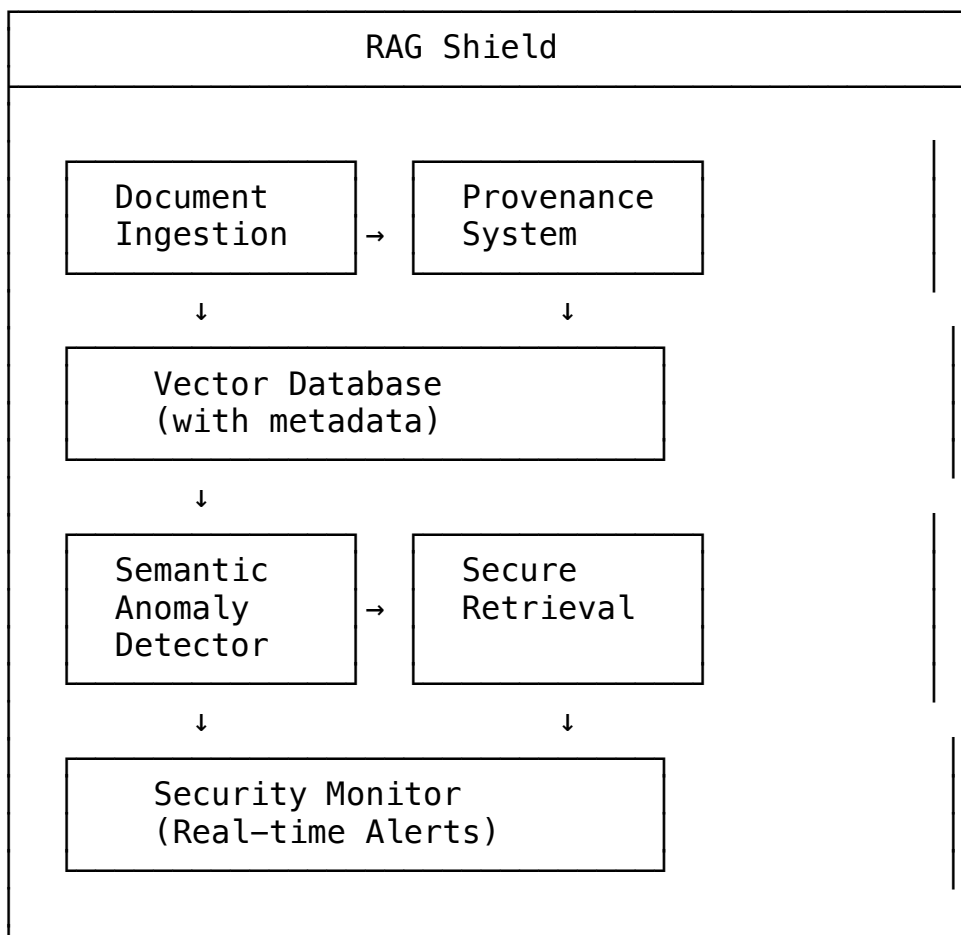 RAG Shield
Document Provenance
Ingestion → System
↓ ↓
Vector Database
(with metadata)
↓
Semantic Secure
Anomaly → Retrieval
Detector
↓ ↓
Security Monitor
(Real-time Alerts)